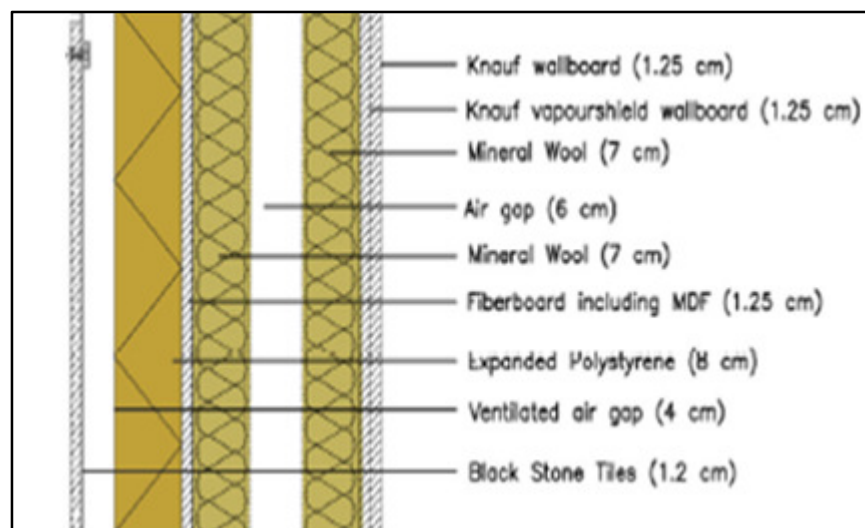 Knauf wallboard (1.25 cm)
Knauf vapourshield wallboard (1.25 cm)
Mineral Wool (7 cm)
Air gap (6 cm)
Mineral Wool (7 cm)
Fiberboard including MDF (1.25 cm)
Expanded Polystyrene (8 cm)
Ventilated air gap (4 cm)
Black Stone Tiles (1.2 cm)